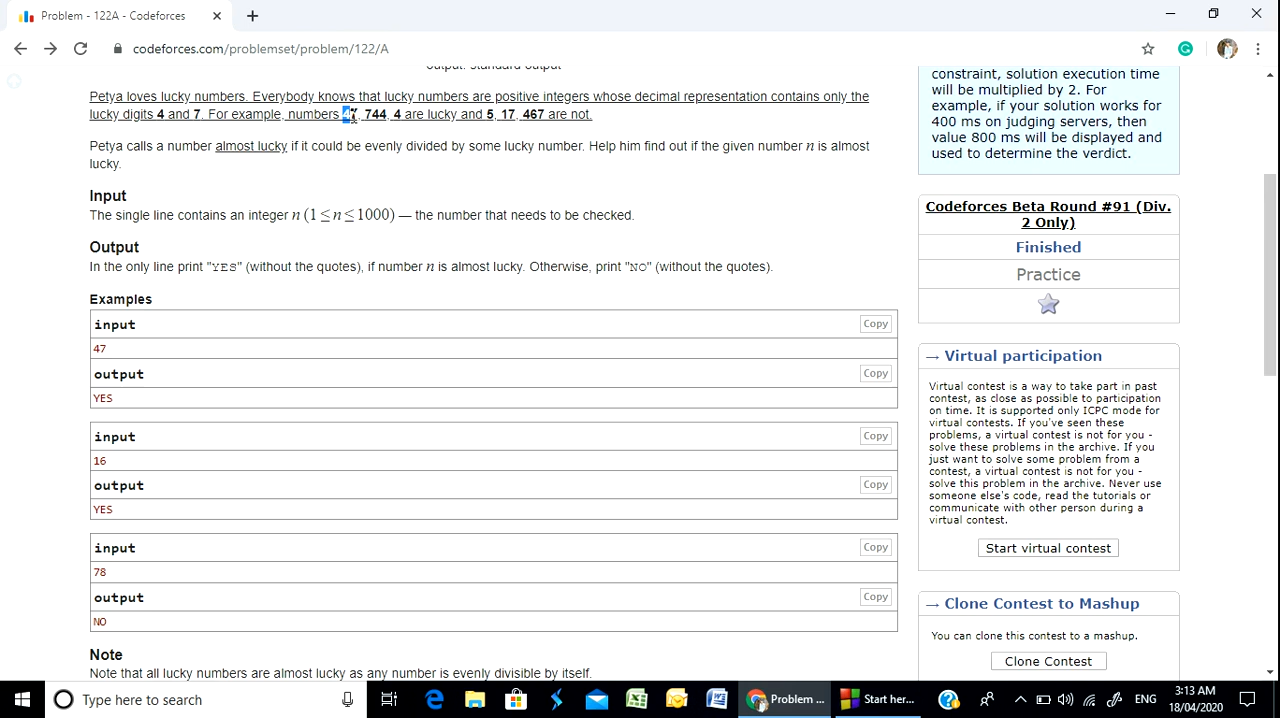 Problem - 122A - Codeforces
codeforces.com/problemset/problem/122/A
Output: standard output
Petya loves lucky numbers. Everybody knows that lucky numbers are positive integers whose decimal representation contains only the
lucky digits 4 and 7. For example, numbers 47, 744, 4 are lucky and 5, 17, 467 are not.
Petya calls a number almost lucky if it could be evenly divided by some lucky number. Help him find out if the given number n is almost
lucky.
Input
The single line contains an integer n (1 ≤ n ≤ 1000) — the number that needs to be checked.
Output
In the only line print "YES" (without the quotes), if number n is almost lucky. Otherwise, print "NO" (without the quotes).
Examples
input
Copy
47
output
Copy
YES
input
Copy
16
output
Copy
YES
input
Copy
78
output
Copy
NO
Note
Note that all lucky numbers are almost lucky as any number is evenly divisible by itself.
constraint, solution execution time
will be multiplied by 2. For
example, if your solution works for
400 ms on judging servers, then
value 800 ms will be displayed and
used to determine the verdict.
Codeforces Beta Round #91 (Div.
2 Only)
Finished
Practice
→ Virtual participation
Virtual contest is a way to take part in past
contest, as close as possible to participation
on time. It is supported only ICPC mode for
virtual contests. If you've seen these
problems, a virtual contest is not for you -
solve these problems in the archive. If you
just want to solve some problem from a
contest, a virtual contest is not for you -
solve this problem in the archive. Never use
someone else's code, read the tutorials or
communicate with other person during a
virtual contest.
Start virtual contest
→ Clone Contest to Mashup
You can clone this contest to a mashup.
Clone Contest
Type here to search
Problem ...
Start her...
ENG
3:13 AM
18/04/2020